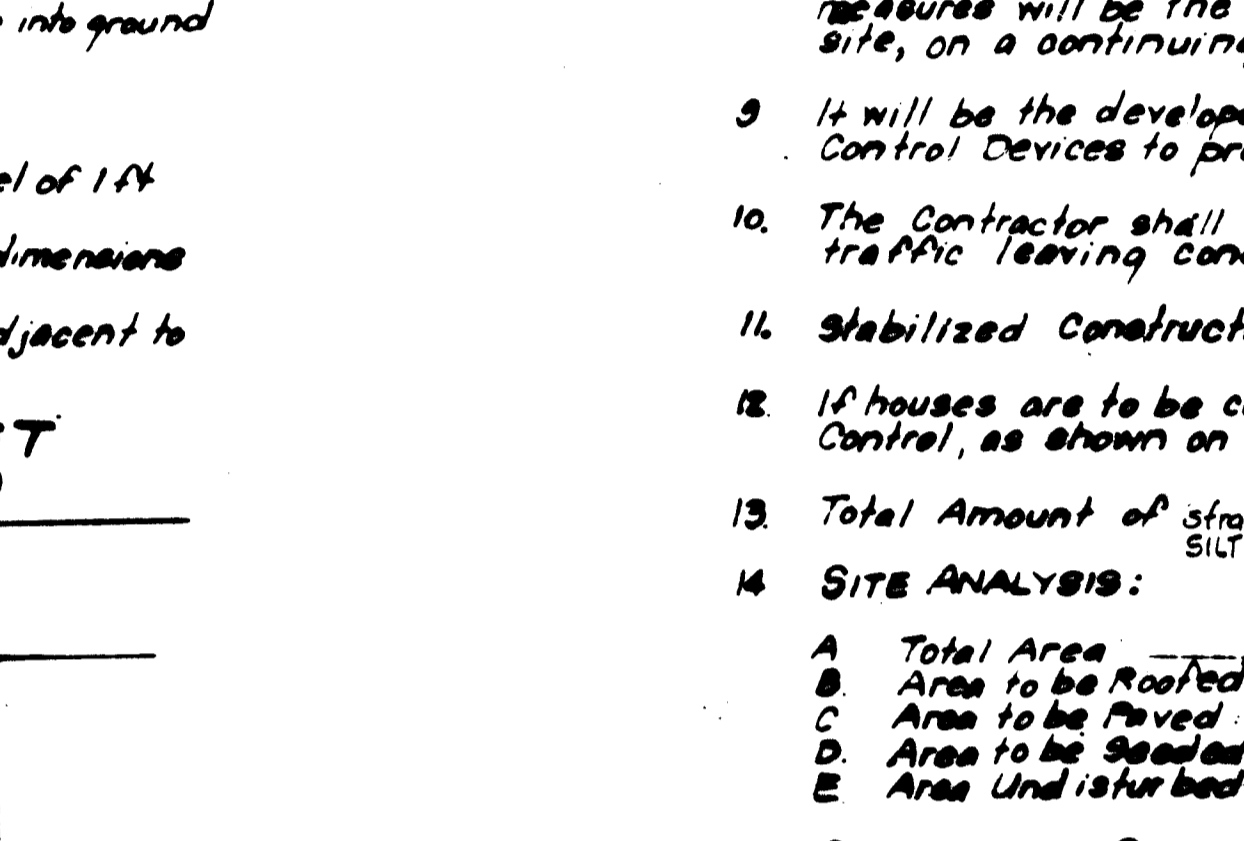 into ground
el of 1 ft
dimensions
djacent to
T
measures will be the
site, on a continuing
9 It will be the develope
Control Devices to pr
10. The Contractor shall
traffic leaving con
11. Stabilized Construct
12. If houses are to be c
Control, as shown on
13. Total Amount of stra
SILT
14 SITE ANALYSIS:
A Total Area
B. Area to be Roofed
C Area to be Paved
D. Area to be Seeded
E Area Undisturbed